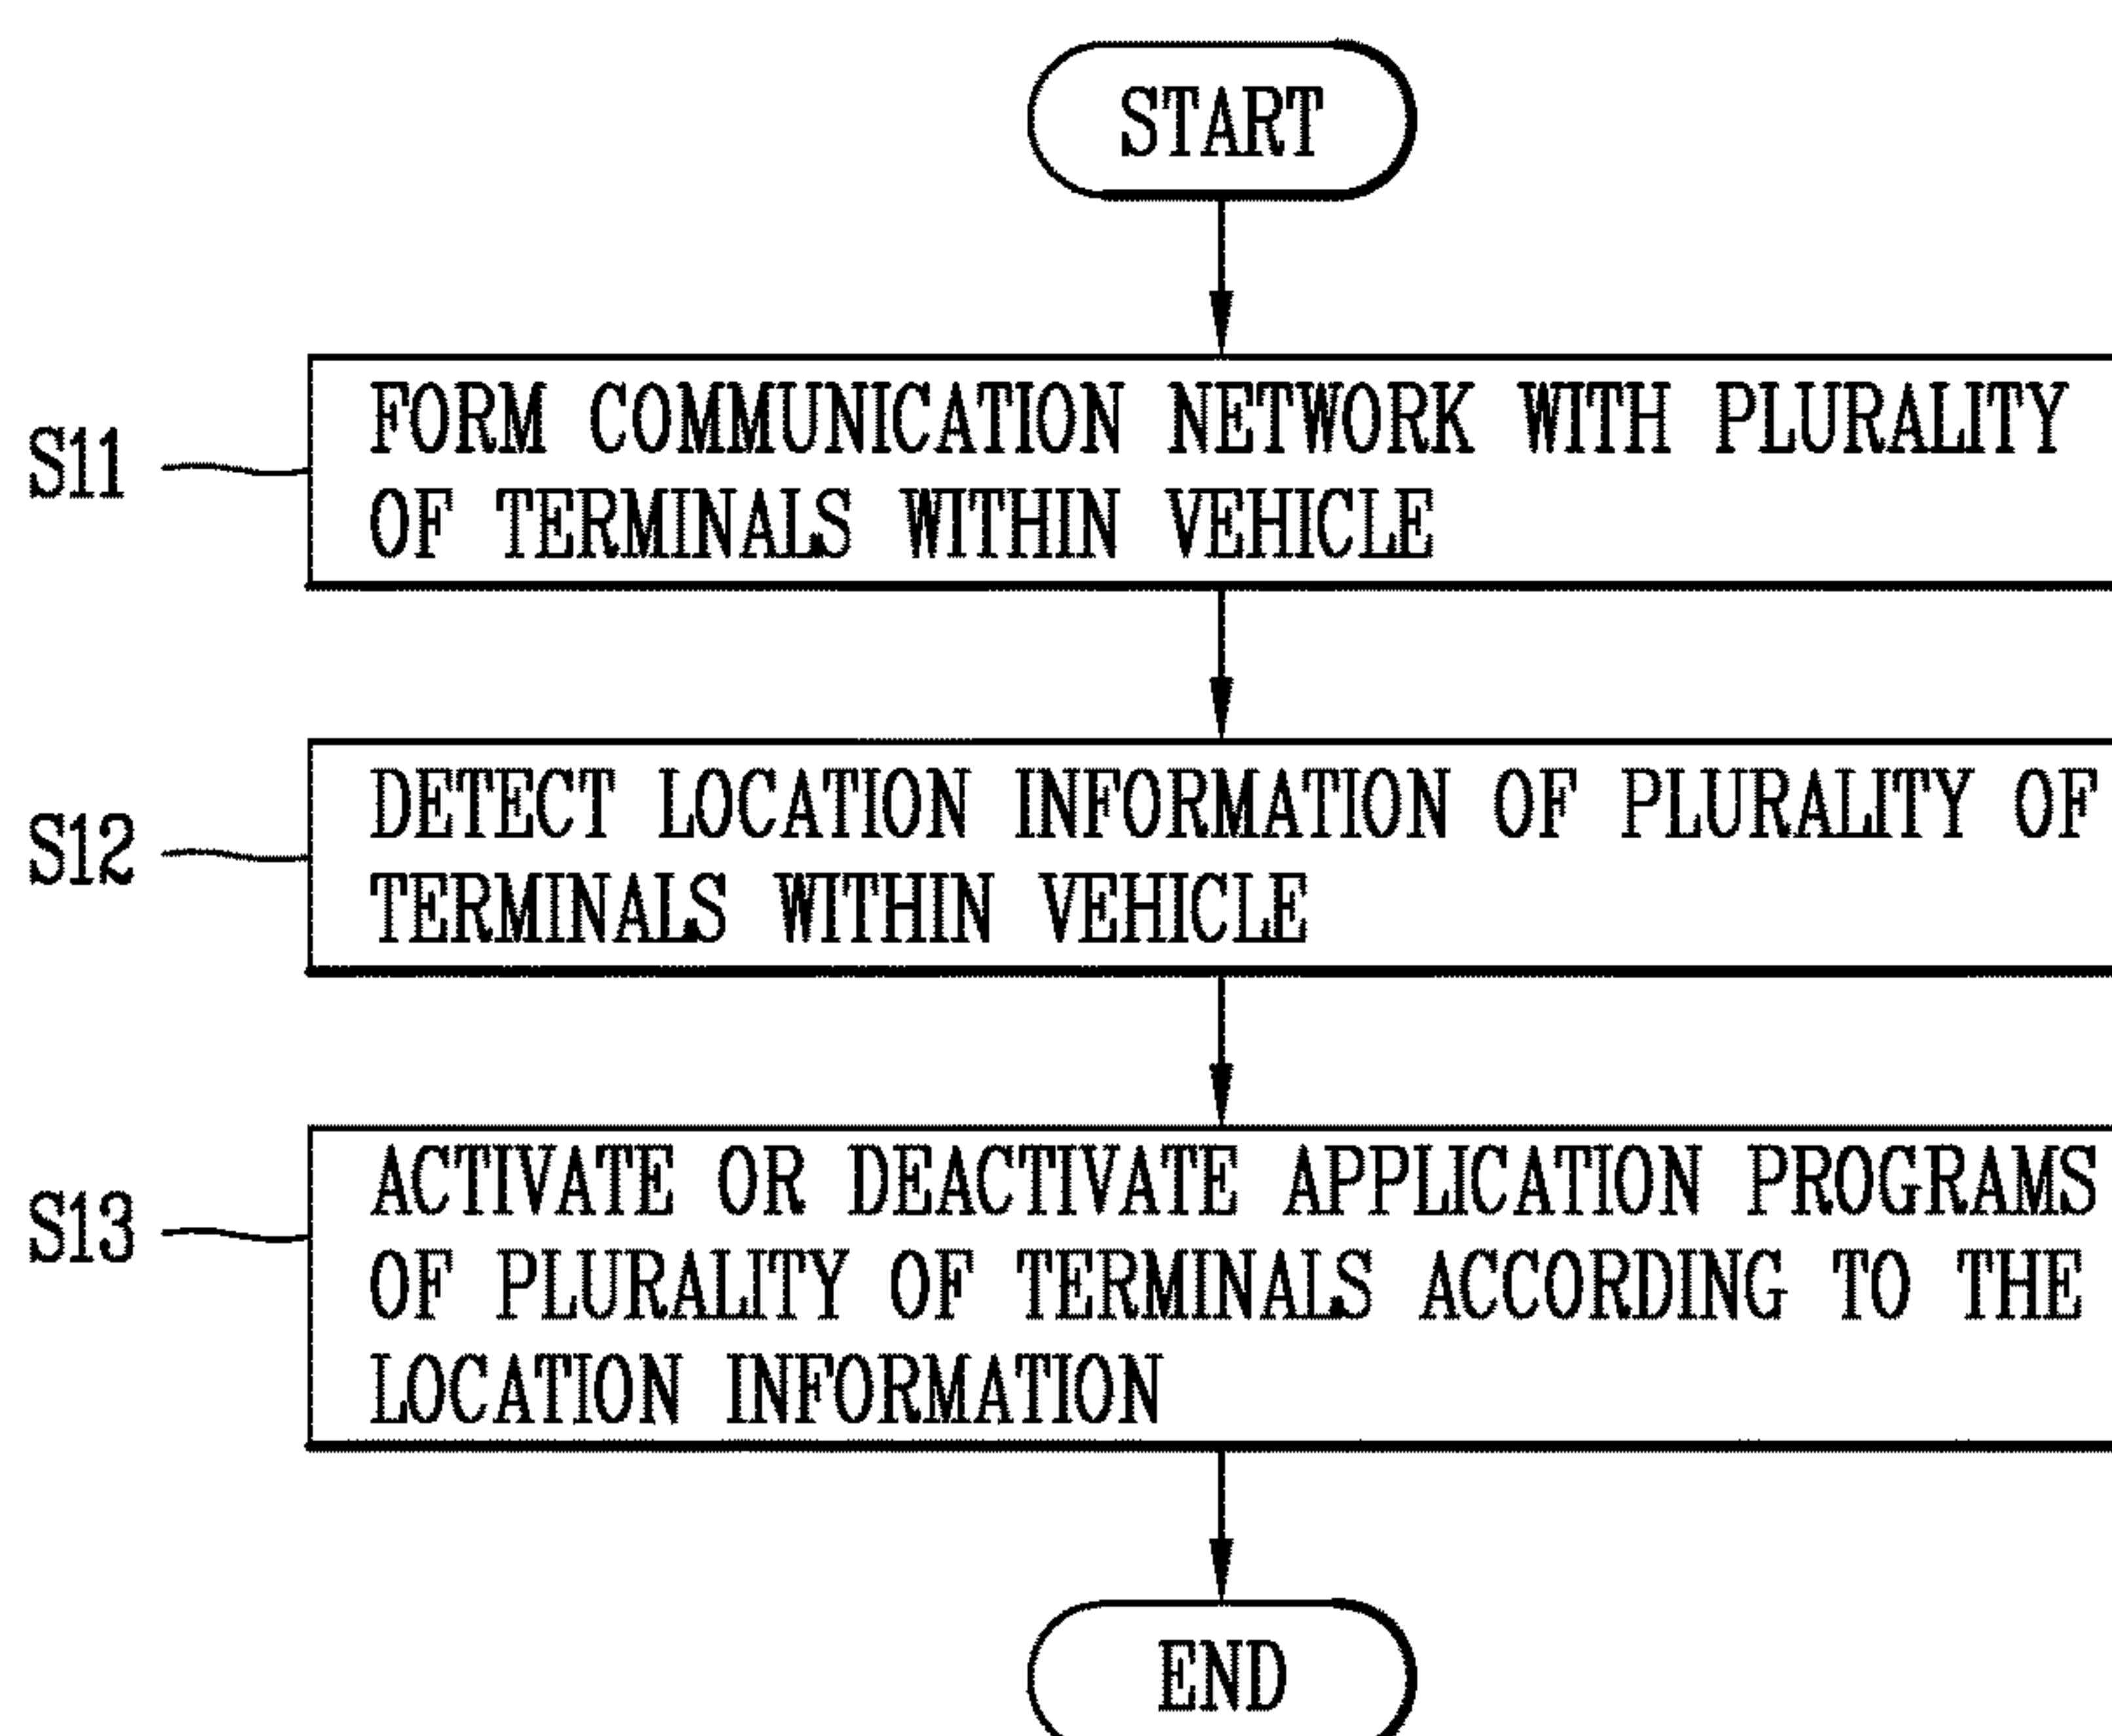 START
S11
FORM COMMUNICATION NETWORK WITH PLURALITY
OF TERMINALS WITHIN VEHICLE
S12
DETECT LOCATION INFORMATION OF PLURALITY OF
TERMINALS WITHIN VEHICLE
S13
ACTIVATE OR DEACTIVATE APPLICATION PROGRAMS
OF PLURALITY OF TERMINALS ACCORDING TO THE
LOCATION INFORMATION
END